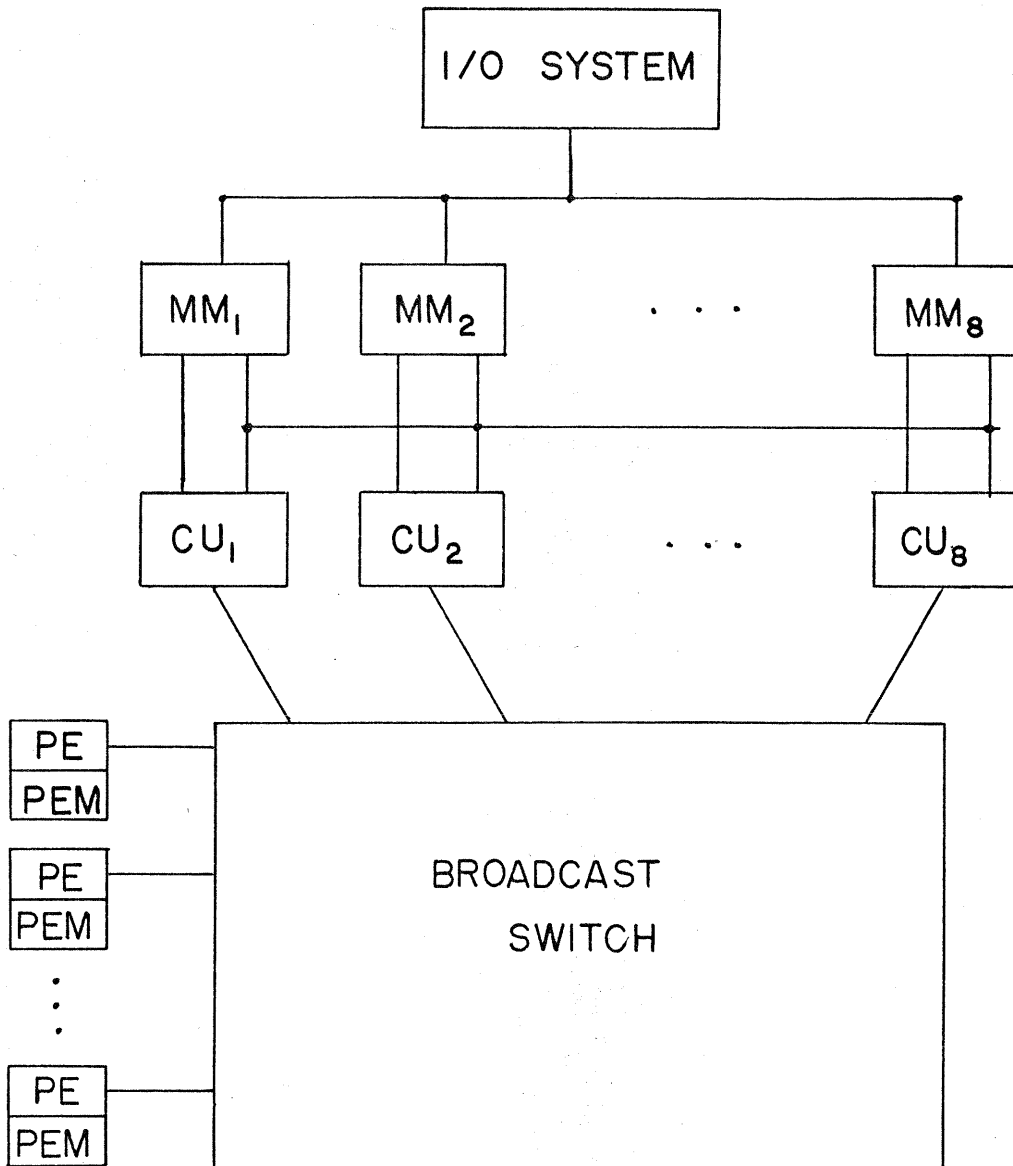 I/O SYSTEM
MM₁ MM₂ . . . MM₈
CU₁ CU₂ . . . CU₈
PE
PEM
PE
PEM
BROADCAST
SWITCH
PE
PEM